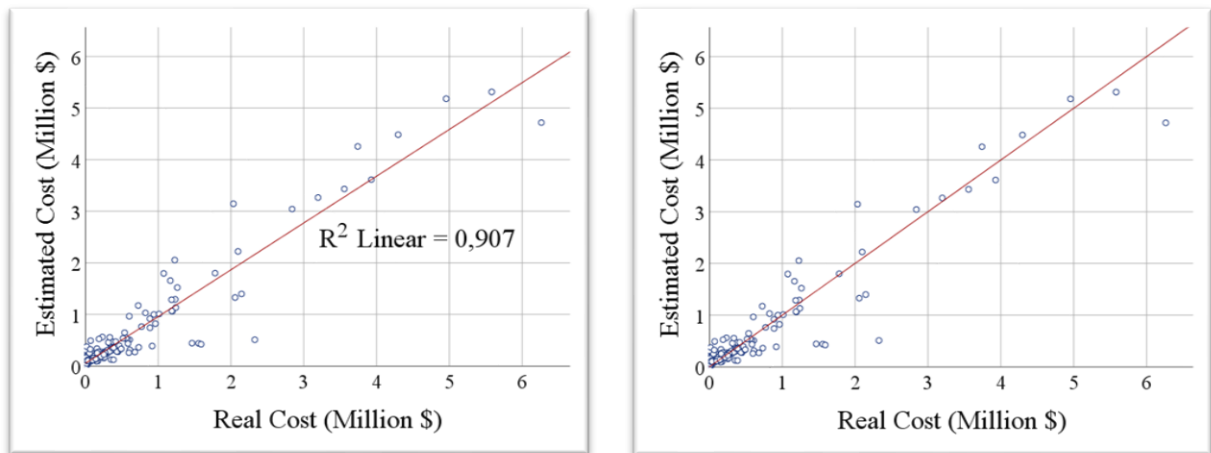 Estimated Cost (Million $)
6
5
4
3
2
1
0
R² Linear = 0,907
0 1 2 3 4 5 6
Real Cost (Million $)
Estimated Cost (Million $)
6
5
4
3
2
1
0
0 1 2 3 4 5 6
Real Cost (Million $)